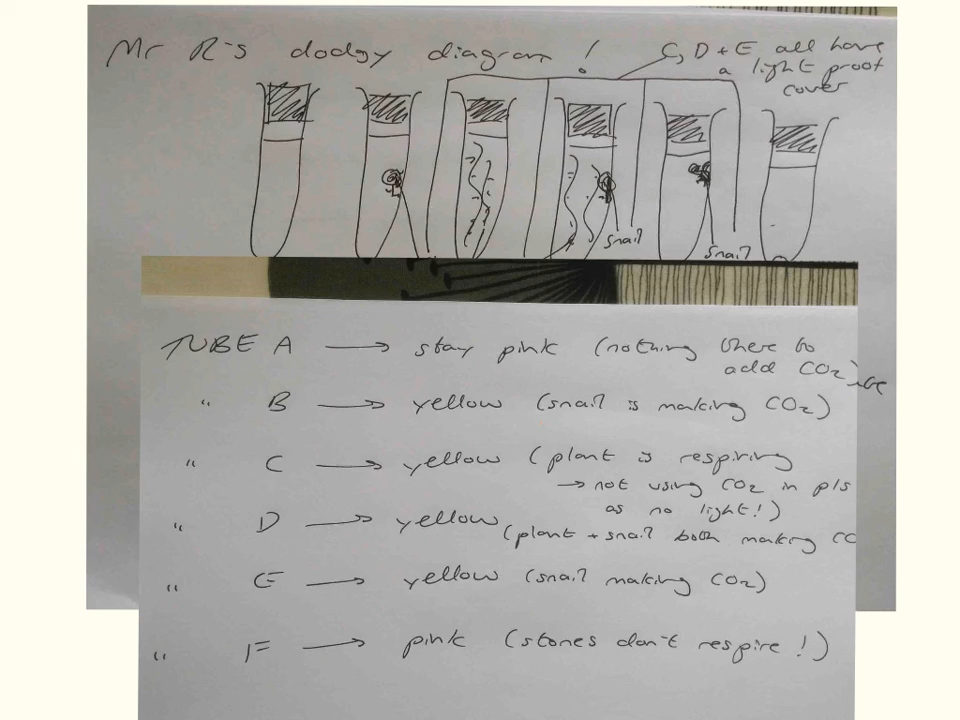 Mr R's dodgy diagram!
C, D + E all have
a light proof
cover
snail
snail
TUBE A → stay pink (nothing there to
add CO2)
" B → yellow (snail is making CO2)
" C → yellow (plant is respiring
→ not using CO2 in p/s
as no light!)
" D → yellow
(plant + snail both making CO
" E → yellow (snail making CO2)
" F → pink (stones don't respire!)